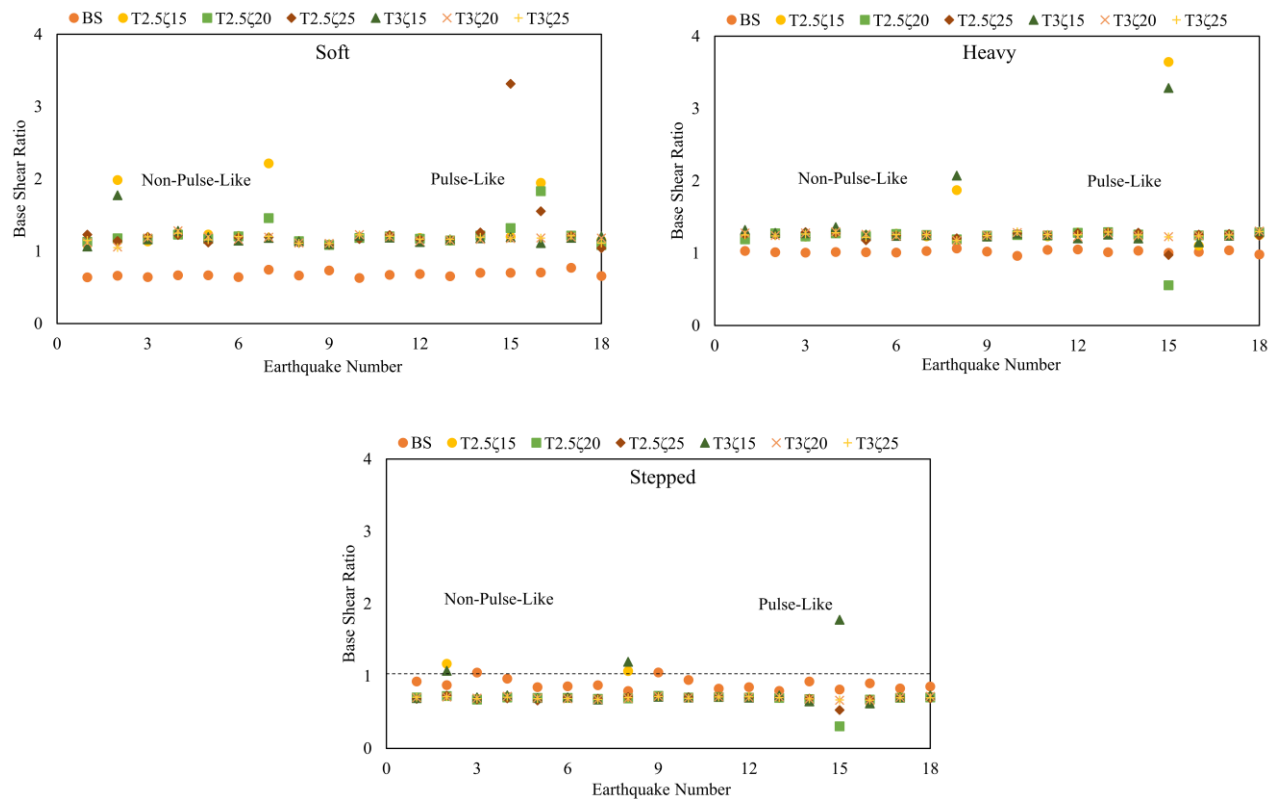 BS T2.5ζ15 T2.5ζ20 T2.5ζ25 T3ζ15 T3ζ20 T3ζ25
Soft
4
3
2
1
0
Base Shear Ratio
Non-Pulse-Like
Pulse-Like
0 3 6 9 12 15 18
Earthquake Number
BS T2.5ζ15 T2.5ζ20 T2.5ζ25 T3ζ15 T3ζ20 T3ζ25
Heavy
4
3
2
1
0
Base Shear Ratio
Non-Pulse-Like
Pulse-Like
0 3 6 9 12 15 18
Earthquake Number
BS T2.5ζ15 T2.5ζ20 T2.5ζ25 T3ζ15 T3ζ20 T3ζ25
Stepped
4
3
2
1
0
Base Shear Ratio
Non-Pulse-Like
Pulse-Like
0 3 6 9 12 15 18
Earthquake Number